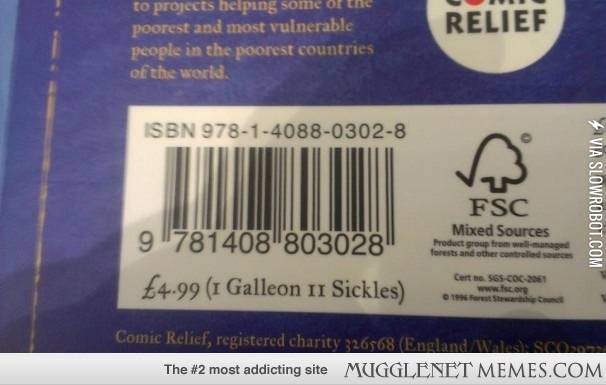 to projects helping some of the
poorest and most vulnerable
people in the poorest countries
of the world.
COMIC
RELIEF
ISBN 978-1-4088-0302-8
9 781408 803028
£4.99 (1 Galleon 11 Sickles)
©
FSC
Mixed Sources
Product group from well-managed
forests and other controlled sources
Cert no. SGS-COC-2061
www.fsc.org
© 1996 Forest Stewardship Council
Comic Relief, registered charity 326568 (England/Wales);
VIA SLOWROBOT.COM
The #2 most addicting site MUGGLENET MEMES.COM